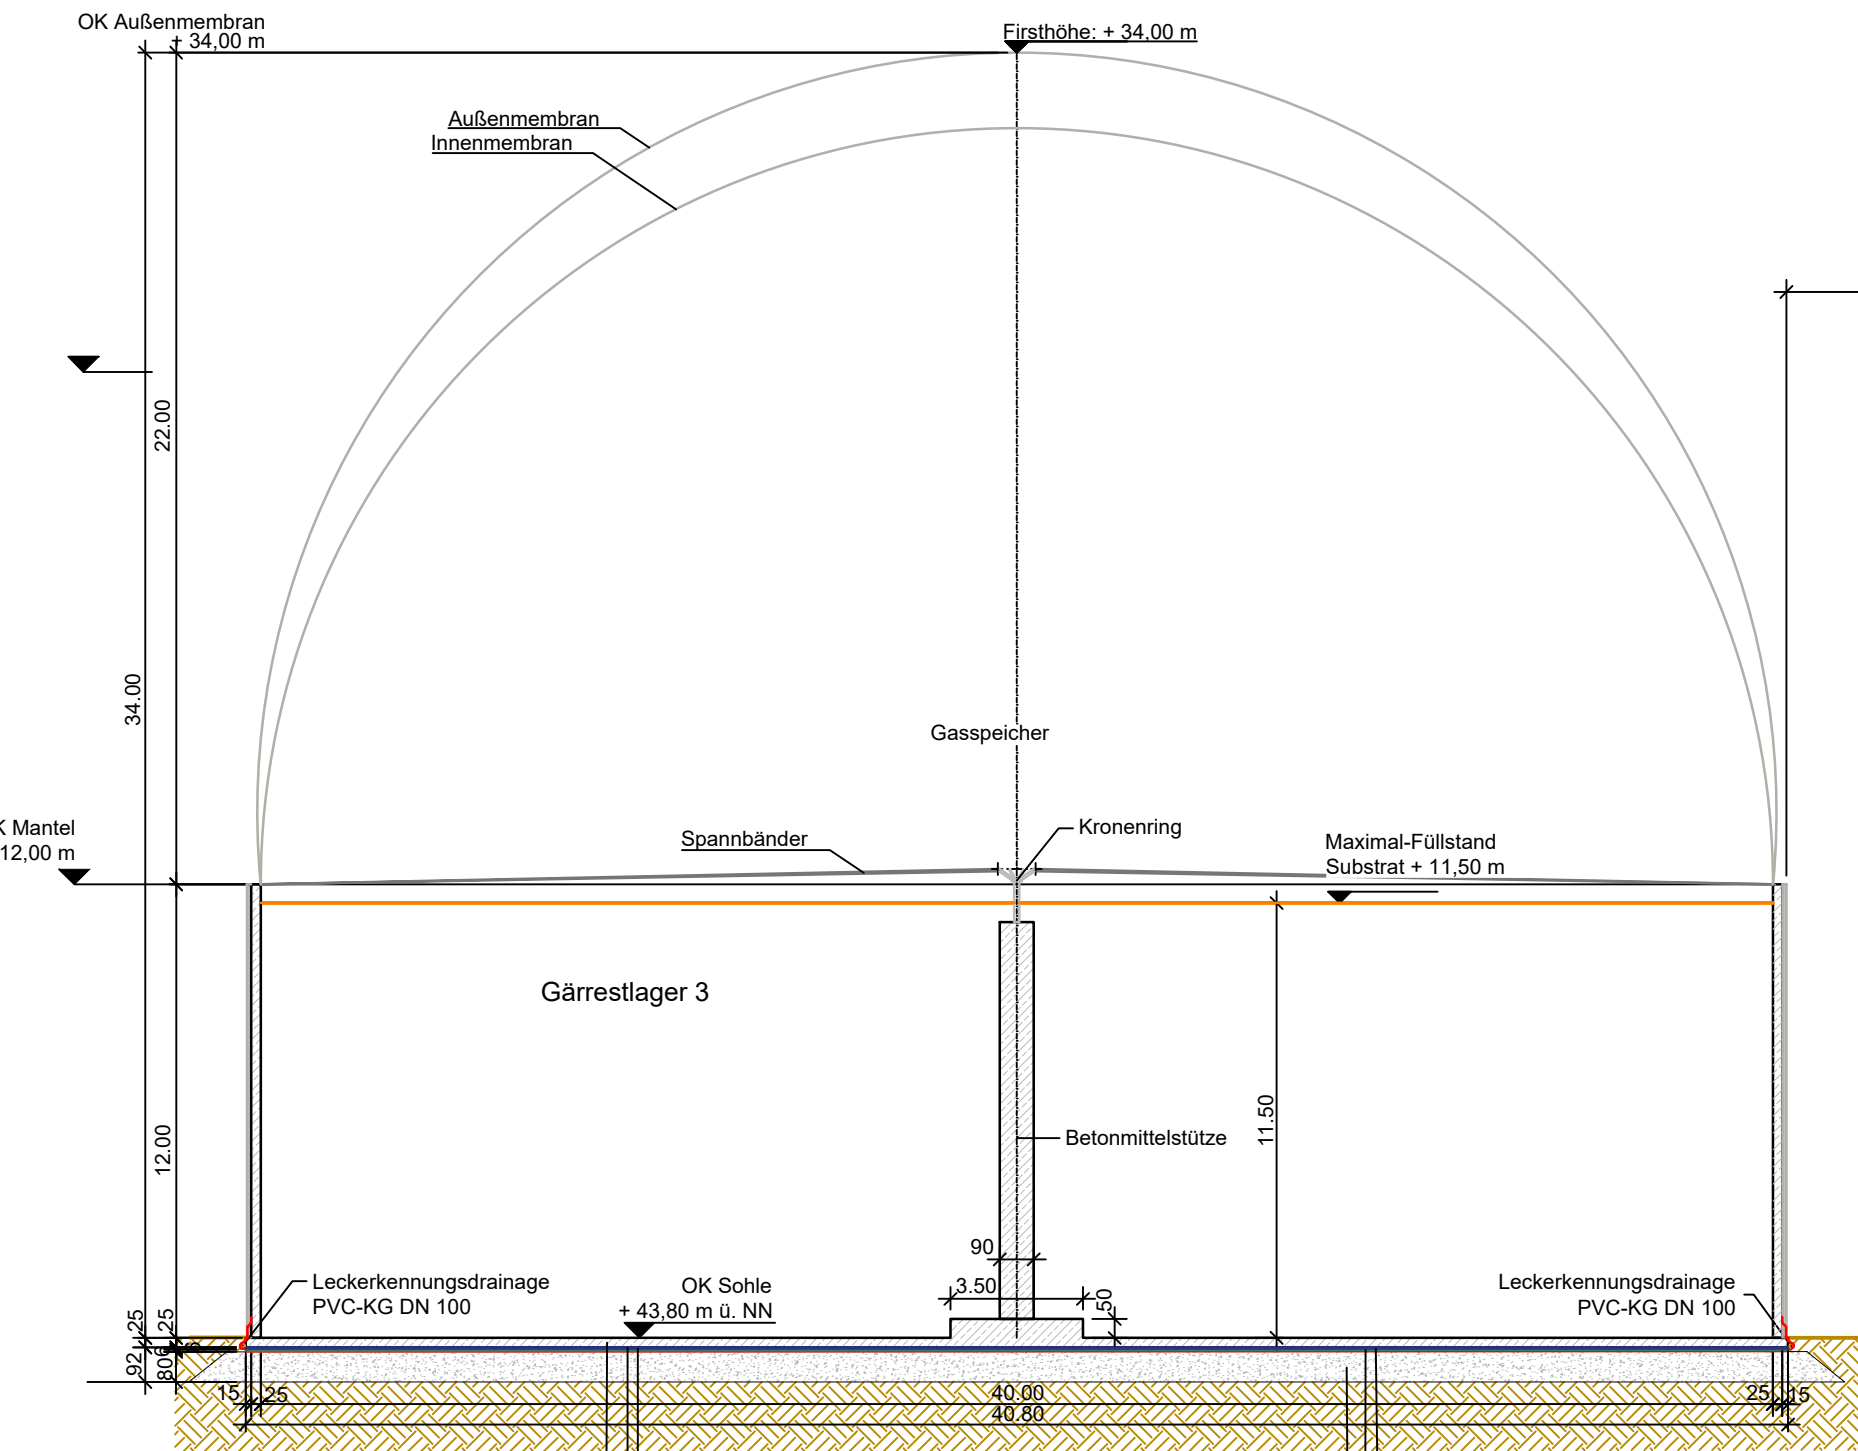 OK Außenmembran
+ 34,00 m
Firsthöhe: + 34,00 m
Außenmembran
Innenmembran
22.00
34.00
Gasspeicher
K Mantel
12,00 m
Spannbänder
Kronenring
Maximal-Füllstand
Substrat + 11,50 m
Gärrestlager 3
12.00
11.50
Betonmittelstütze
90
3.50
50
OK Sohle
+ 43,80 m ü. NN
Leckerkennungsdrainage
PVC-KG DN 100
Leckerkennungsdrainage
PVC-KG DN 100
25
25
92
80
6
15
25
40.00
40.80
25
15